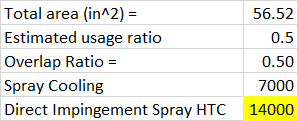 Total area (in^2) = 56.52
Estimated usage ratio 0.5
Overlap Ratio = 0.50
Spray Cooling 7000
Direct Impingement Spray HTC 14000